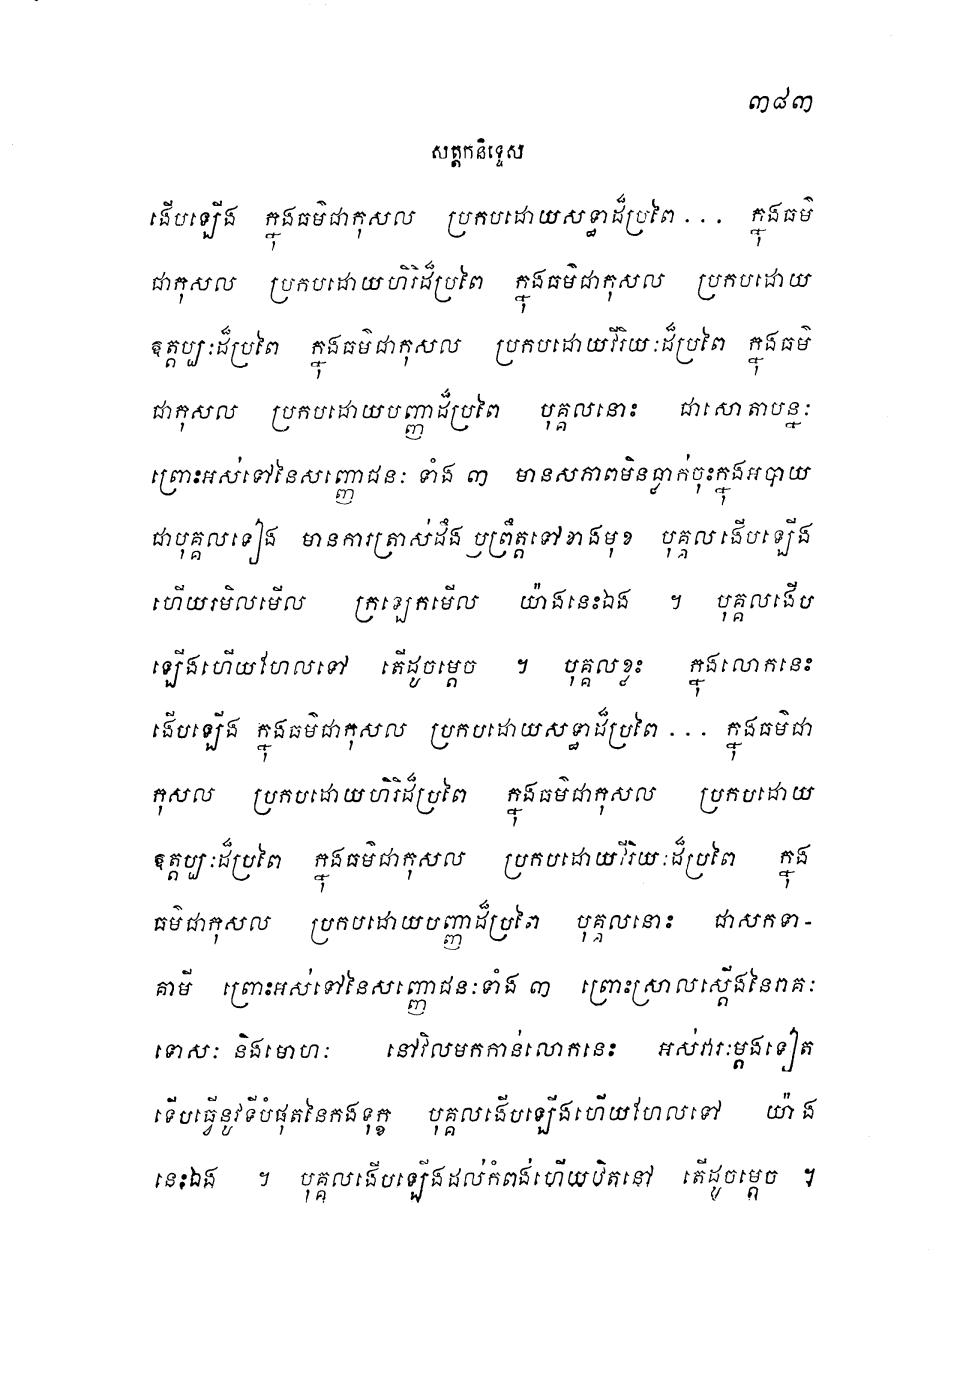 ៣៨៣
សត្តកនិទ្ទេស
ងើបឡើង ក្នុងធម៌ជាកុសល ប្រកបដោយសទ្ធាដ៏ប្រពៃ... ក្នុងធម៌
ជាកុសល ប្រកបដោយហិរិដ៏ប្រពៃ ក្នុងធម៌ជាកុសល ប្រកបដោយ
ឱត្តប្បៈដ៏ប្រពៃ ក្នុងធម៌ជាកុសល ប្រកបដោយវីរិយៈដ៏ប្រពៃ ក្នុងធម៌
ជាកុសល ប្រកបដោយបញ្ញាដ៏ប្រពៃ បុគ្គលនោះ ជាសោតាបន្នៈ
ព្រោះអស់ទៅនៃសញ្ញោជនៈ ទាំង ៣ មានសភាពមិនធ្លាក់ចុះក្នុងអបាយ
ជាបុគ្គលទៀង មានការត្រាស់ដឹង ឫព្រឹត្តទៅខាងមុខ បុគ្គលងើបឡើង
ហើយរមិលមើល ក្រឡេកមើល យ៉ាងនេះឯង ។ បុគ្គលងើប
ឡើងហើយហែលទៅ តើដូចម្តេច ។ បុគ្គលខ្លះ ក្នុងលោកនេះ
ងើបឡើង ក្នុងធម៌ជាកុសល ប្រកបដោយសទ្ធាដ៏ប្រពៃ... ក្នុងធម៌ជា
កុសល ប្រកបដោយហិរិដ៏ប្រពៃ ក្នុងធម៌ជាកុសល ប្រកបដោយ
ឱត្តប្បៈដ៏ប្រពៃ ក្នុងធម៌ជាកុសល ប្រកបដោយវីរិយៈដ៏ប្រពៃ ក្នុង
ធម៌ជាកុសល ប្រកបដោយបញ្ញាដ៏ប្រពៃ បុគ្គលនោះ ជាសកទា-
គាមី ព្រោះអស់ទៅនៃសញ្ញោជនៈទាំង ៣ ព្រោះស្រាលស្តើងនៃរាគៈ
ទោសៈ និងមោហៈ នៅវិលមកកាន់លោកនេះ អស់វារៈម្តងទៀត
ទើបធ្វើនូវទីបំផុតនៃកងទុក្ខ បុគ្គលងើបឡើងហើយហែលទៅ យ៉ាង
នេះឯង ។ បុគ្គលងើបឡើងដល់កំពង់ហើយឋិតនៅ តើដូចម្តេច ។